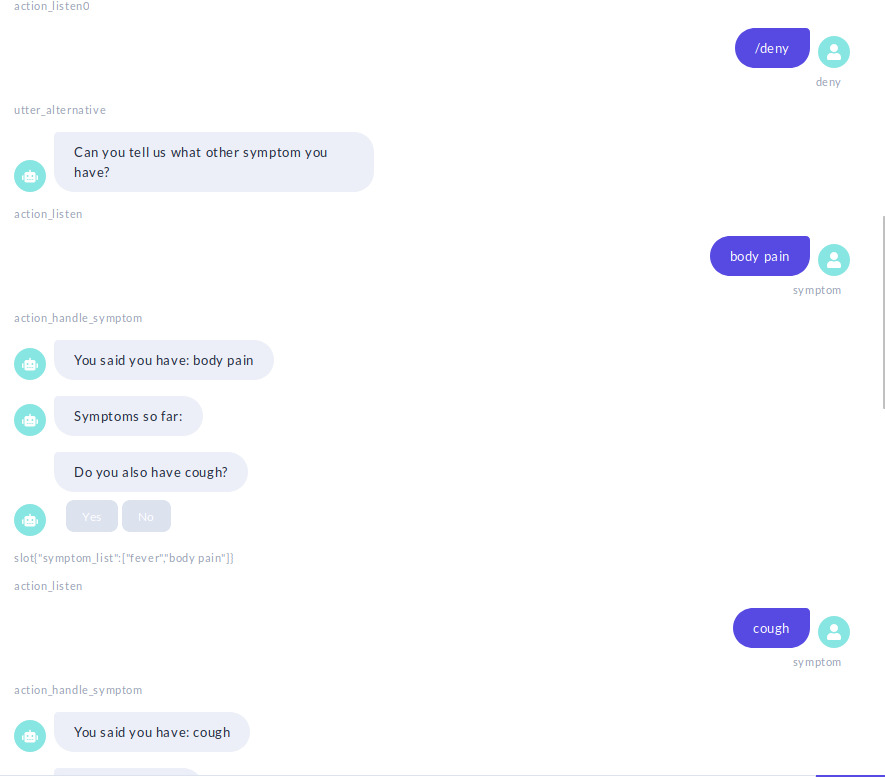 action_listen0
/deny
deny
utter_alternative
Can you tell us what other symptom you
have?
action_listen
body pain
symptom
action_handle_symptom
You said you have: body pain
Symptoms so far:
Do you also have cough?
Yes No
slot{"symptom_list":["fever","body pain"]}
action_listen
cough
symptom
action_handle_symptom
You said you have: cough